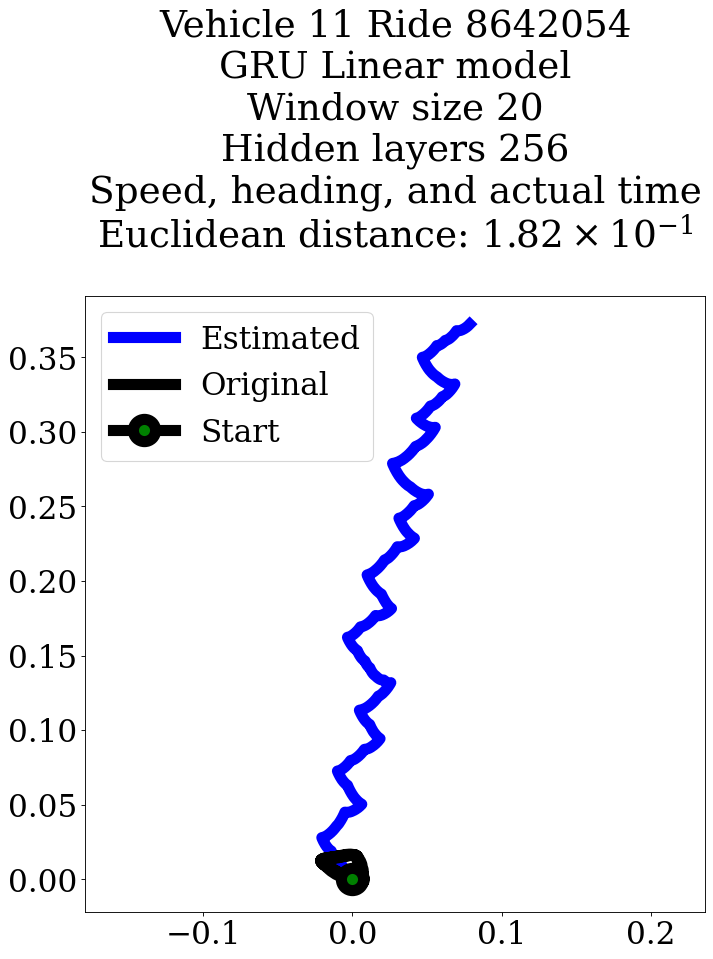 Vehicle 11 Ride 8642054
GRU Linear model
Window size 20
Hidden layers 256
Speed, heading, and actual time
Euclidean distance: 1.82 × 10⁻¹
Estimated
Original
Start
0.35
0.30
0.25
0.20
0.15
0.10
0.05
0.00
−0.1 0.0 0.1 0.2